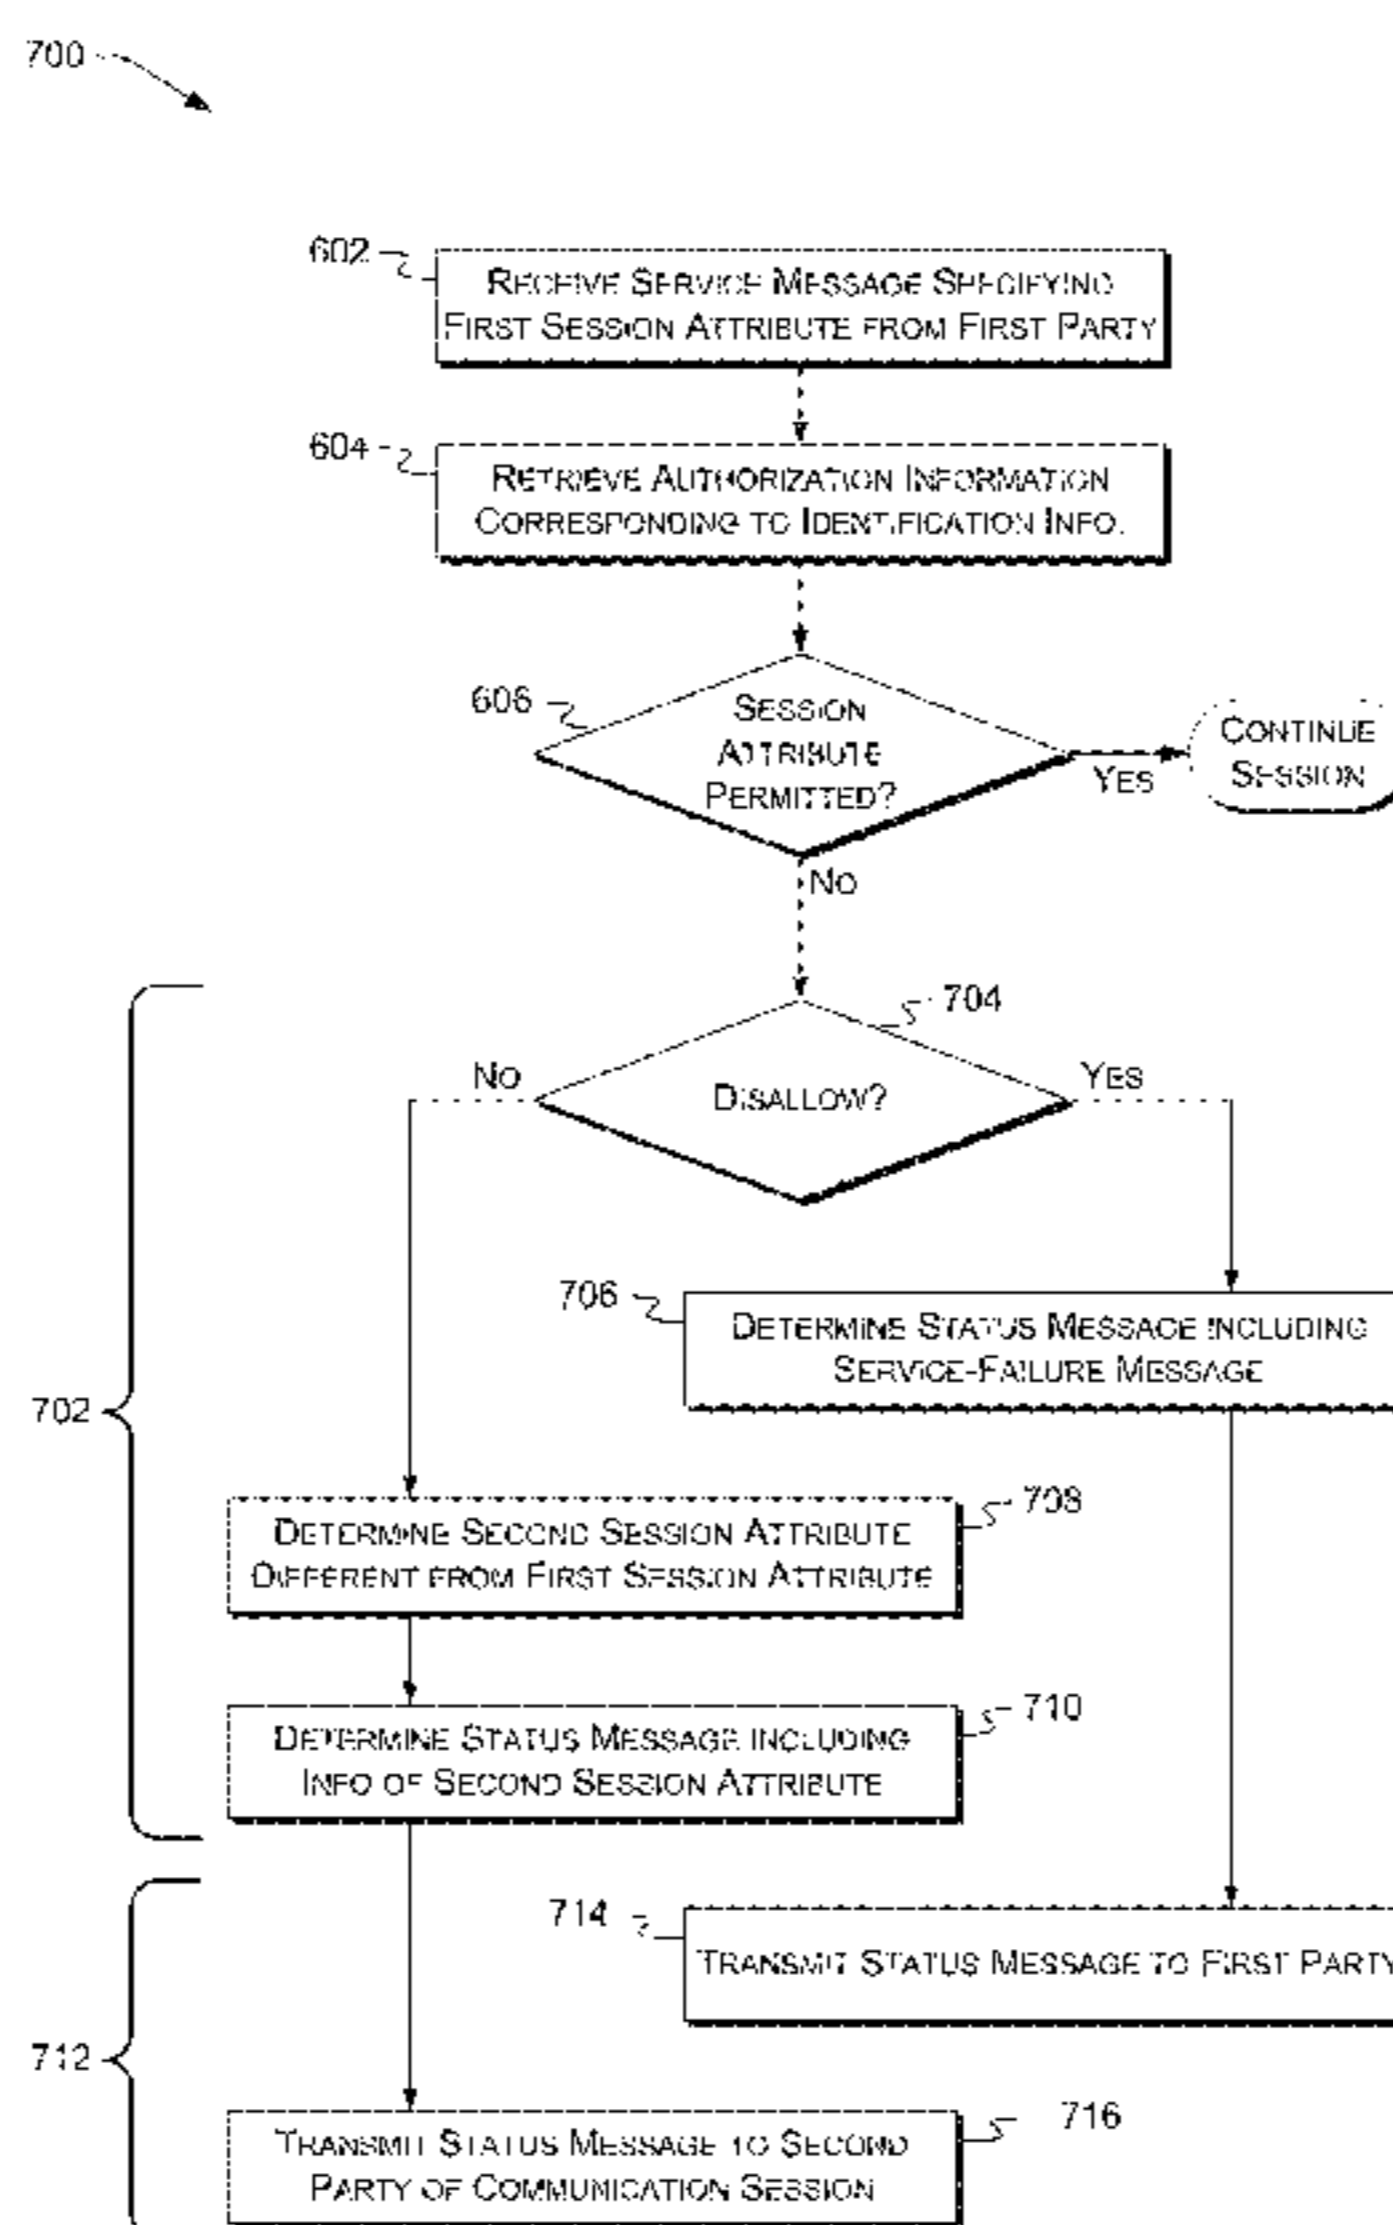 700
602
RECEIVE SERVICE MESSAGE SPECIFYING
FIRST SESSION ATTRIBUTE FROM FIRST PARTY
604
RETRIEVE AUTHORIZATION INFORMATION
CORRESPONDING TO IDENTIFICATION INFO.
606
SESSION
ATTRIBUTE
PERMITTED?
YES
CONTINUE
SESSION
NO
704
NO
DISALLOW?
YES
706
DETERMINE STATUS MESSAGE INCLUDING
SERVICE-FAILURE MESSAGE
702
708
DETERMINE SECOND SESSION ATTRIBUTE
DIFFERENT FROM FIRST SESSION ATTRIBUTE
710
DETERMINE STATUS MESSAGE INCLUDING
INFO OF SECOND SESSION ATTRIBUTE
714
TRANSMIT STATUS MESSAGE TO FIRST PARTY
712
716
TRANSMIT STATUS MESSAGE TO SECOND
PARTY OF COMMUNICATION SESSION